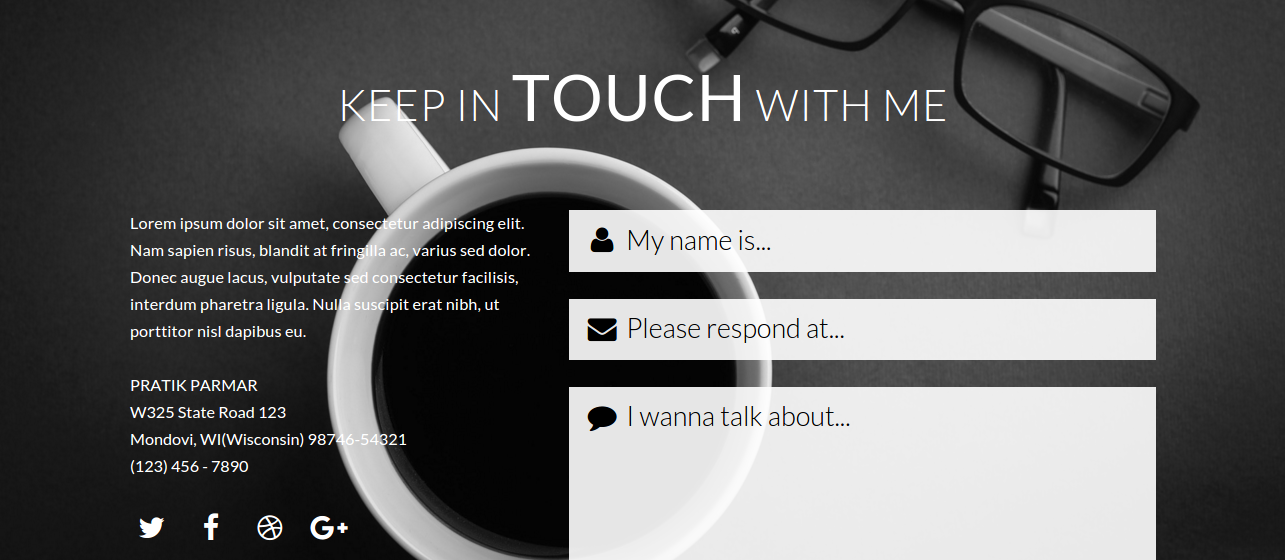 KEEP IN TOUCH WITH ME
Lorem ipsum dolor sit amet, consectetur adipiscing elit.
Nam sapien risus, blandit at fringilla ac, varius sed dolor.
Donec augue lacus, vulputate sed consectetur facilisis,
interdum pharetra ligula. Nulla suscipit erat nibh, ut
porttitor nisl dapibus eu.
PRATIK PARMAR
W325 State Road 123
Mondovi, WI(Wisconsin) 98746-54321
(123) 456 - 7890
G+
My name is...
Please respond at...
I wanna talk about...